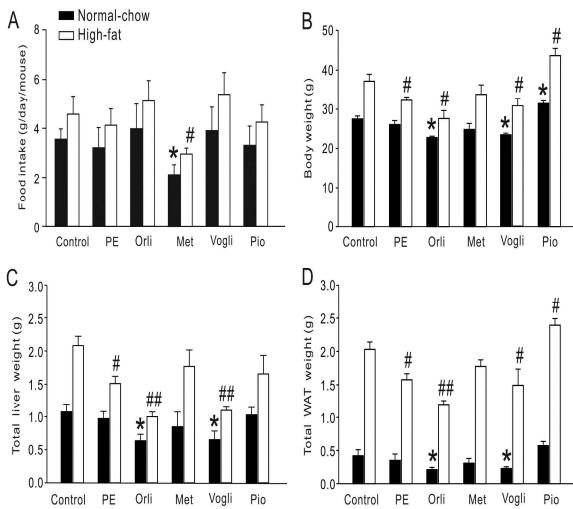 Normal-chow
High-fat
A
Food intake (g/day/mouse)
8
6
4
2
0
* #
Control PE Orli Met Vogli Pio
B
Body weight (g)
50
40
30
20
10
0
# * # * # * #
Control PE Orli Met Vogli Pio
C
Total liver weight (g)
3.0
2.5
2.0
1.5
1.0
0.5
0.0
# * ## * ##
Control PE Orli Met Vogli Pio
D
Total WAT weight (g)
3.0
2.5
2.0
1.5
1.0
0.5
0.0
# * ## * # #
Control PE Orli Met Vogli Pio